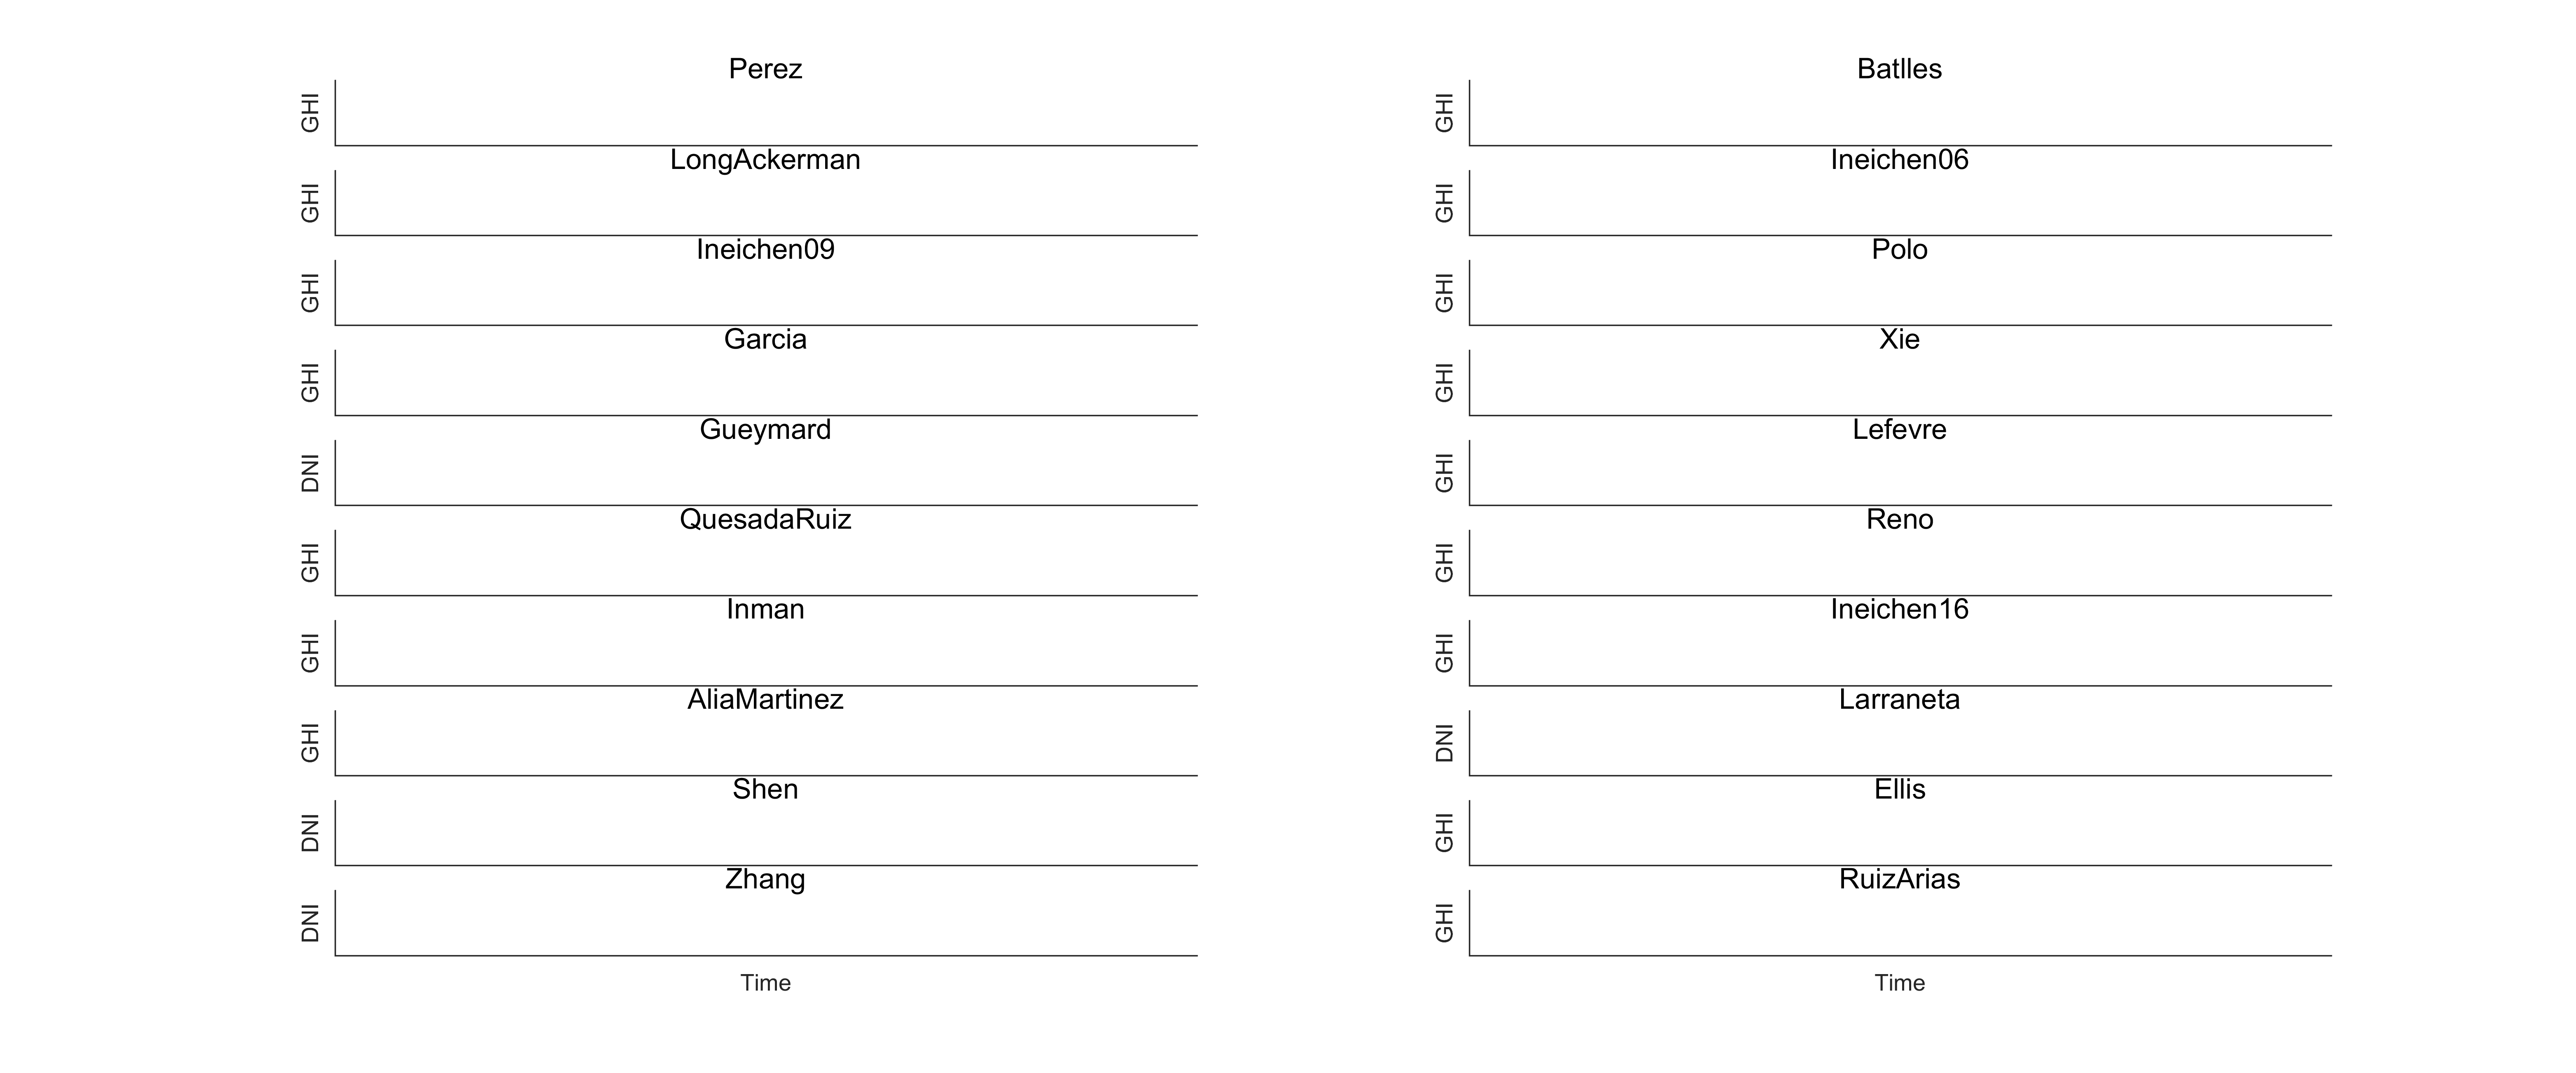 Perez
GHI
LongAckerman
GHI
Ineichen09
GHI
Garcia
GHI
Gueymard
DNI
QuesadaRuiz
GHI
Inman
GHI
AliaMartinez
GHI
Shen
DNI
Zhang
DNI
Time
Batlles
GHI
Ineichen06
GHI
Polo
GHI
Xie
GHI
Lefevre
GHI
Reno
GHI
Ineichen16
GHI
Larraneta
DNI
Ellis
GHI
RuizArias
GHI
Time